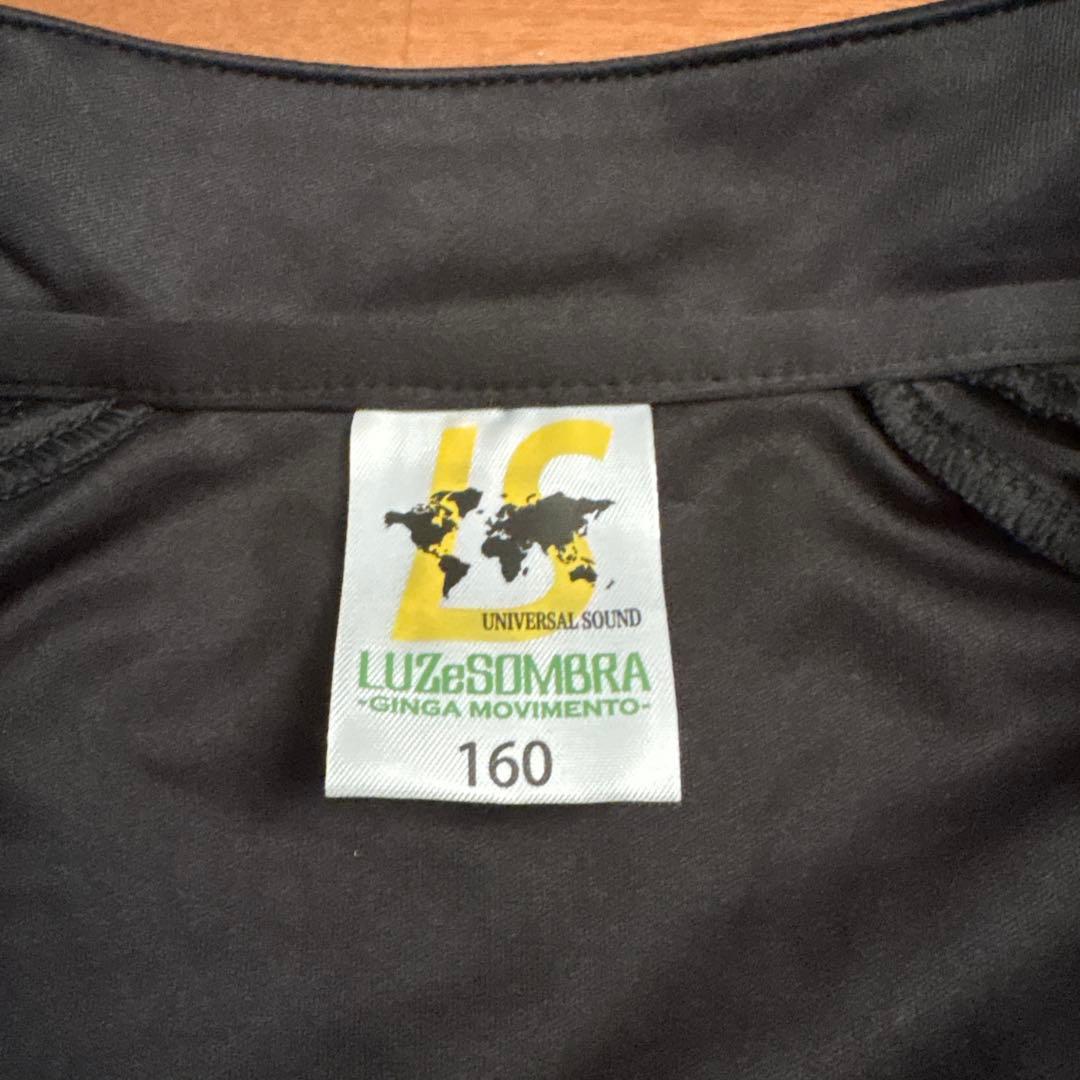 LS
UNIVERSAL SOUND
LUZeSOMBRA
-GINGA MOVIMENTO-
160